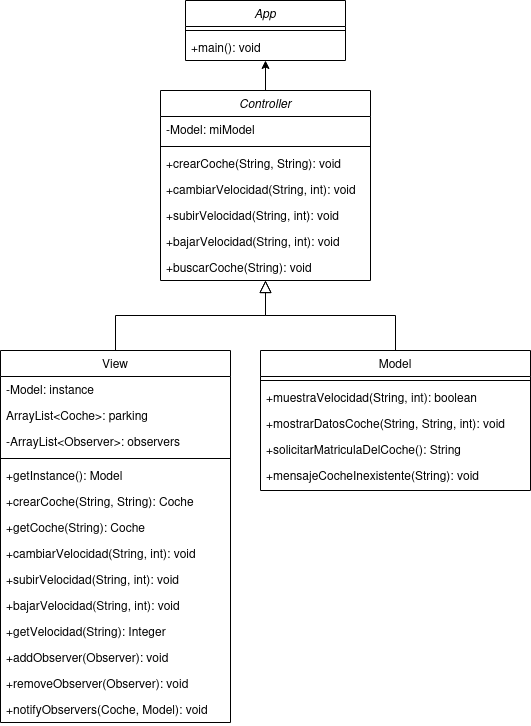 App
+main(): void
Controller
-Model: miModel
+crearCoche(String, String): void
+cambiarVelocidad(String, int): void
+subirVelocidad(String, int): void
+bajarVelocidad(String, int): void
+buscarCoche(String): void
View
-Model: instance
ArrayList<Coche>: parking
-ArrayList<Observer>: observers
+getInstance(): Model
+crearCoche(String, String): Coche
+getCoche(String): Coche
+cambiarVelocidad(String, int): void
+subirVelocidad(String, int): void
+bajarVelocidad(String, int): void
+getVelocidad(String): Integer
+addObserver(Observer): void
+removeObserver(Observer): void
+notifyObservers(Coche, Model): void
Model
+muestraVelocidad(String, int): boolean
+mostrarDatosCoche(String, String, int): void
+solicitarMatriculaDelCoche(): String
+mensajeCocheInexistente(String): void